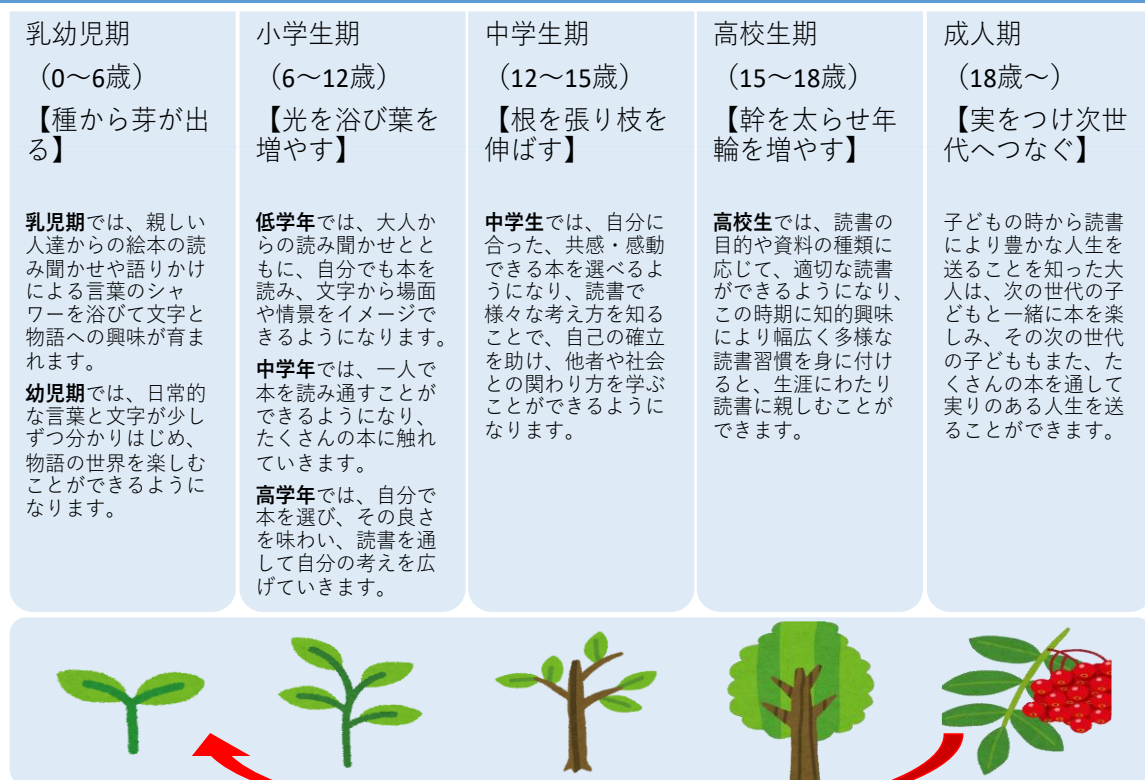 乳幼児期
（0〜6歳）
【種から芽が出
る】
乳児期では、親しい
人達からの絵本の読
み聞かせや語りかけ
による言葉のシャ
ワーを浴びて文字と
物語への興味が育ま
れます。
幼児期では、日常的
な言葉と文字が少し
ずつ分かりはじめ、
物語の世界を楽しむ
ことができるように
なります。
小学生期
（6〜12歳）
【光を浴び葉を
増やす】
低学年では、大人か
らの読み聞かせとと
もに、自分でも本を
読み、文字から場面
や情景をイメージで
きるようになります。
中学年では、一人で
本を読み通すことが
できるようになり、
たくさんの本に触れ
ていきます。
高学年では、自分で
本を選び、その良さ
を味わい、読書を通
して自分の考えを広
げていきます。
中学生期
（12〜15歳）
【根を張り枝を
伸ばす】
中学生では、自分に
合った、共感・感動
できる本を選べるよ
うになり、読書で
様々な考え方を知る
ことで、自己の確立
を助け、他者や社会
との関わり方を学ぶ
ことができるように
なります。
高校生期
（15〜18歳）
【幹を太らせ年
輪を増やす】
高校生では、読書の
目的や資料の種類に
応じて、適切な読書
ができるようになり、
この時期に知的興味
により幅広く多様な
読書習慣を身に付け
ると、生涯にわたり
読書に親しむことが
できます。
成人期
（18歳〜）
【実をつけ次世
代へつなぐ】
子どもの時から読書
により豊かな人生を
送ることを知った大
人は、次の世代の子
どもと一緒に本を楽
しみ、その次の世代
の子どももまた、た
くさんの本を通して
実りのある人生を送
ることができます。